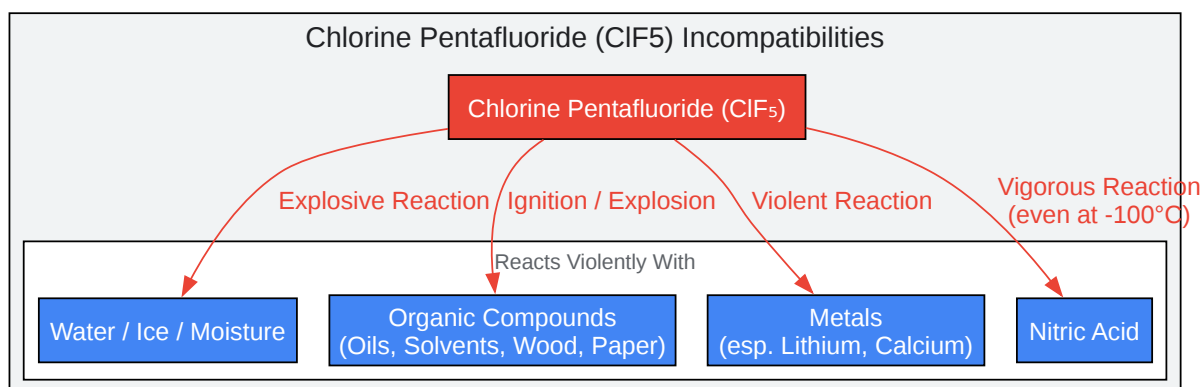 Chlorine Pentafluoride (ClF5) Incompatibilities
Chlorine Pentafluoride (ClF₅)
Explosive Reaction
Ignition / Explosion
Violent Reaction
Vigorous Reaction
(even at -100°C)
Reacts Violently With
Water / Ice / Moisture
Organic Compounds
(Oils, Solvents, Wood, Paper)
Metals
(esp. Lithium, Calcium)
Nitric Acid